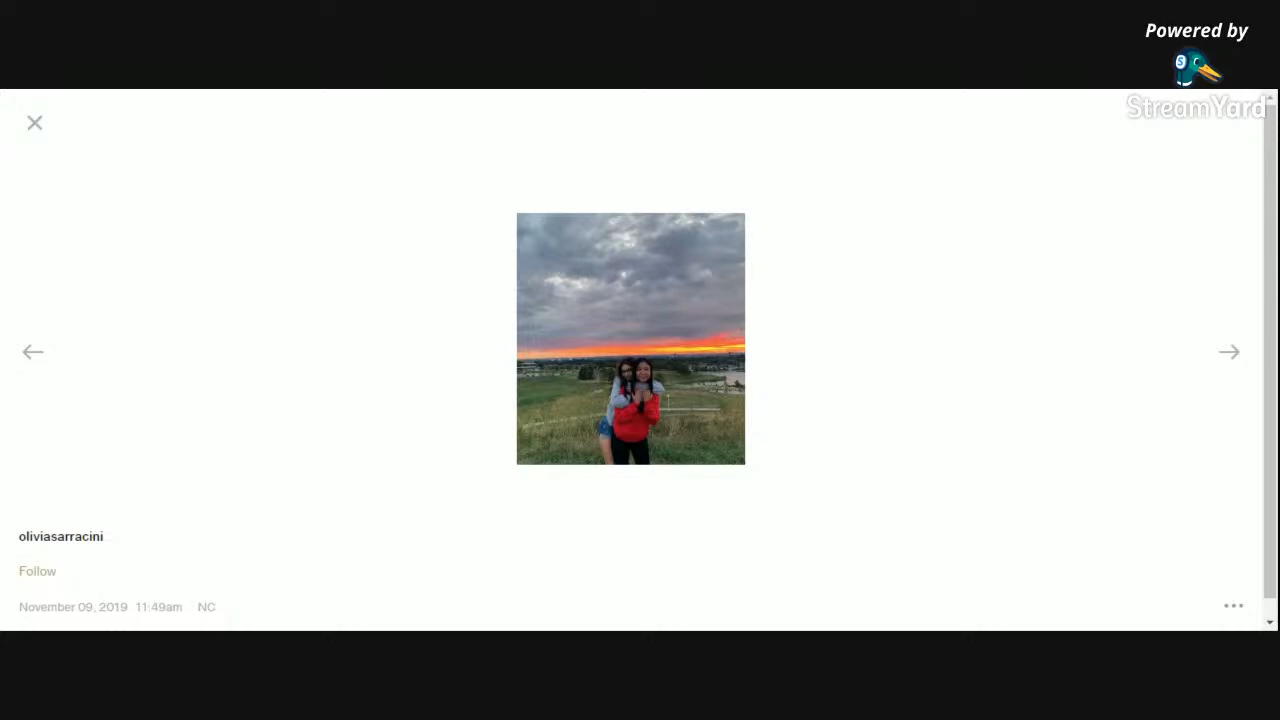 Powered by
StreamYard
oliviasarracini
Follow
November 09, 2019 11:49am NC